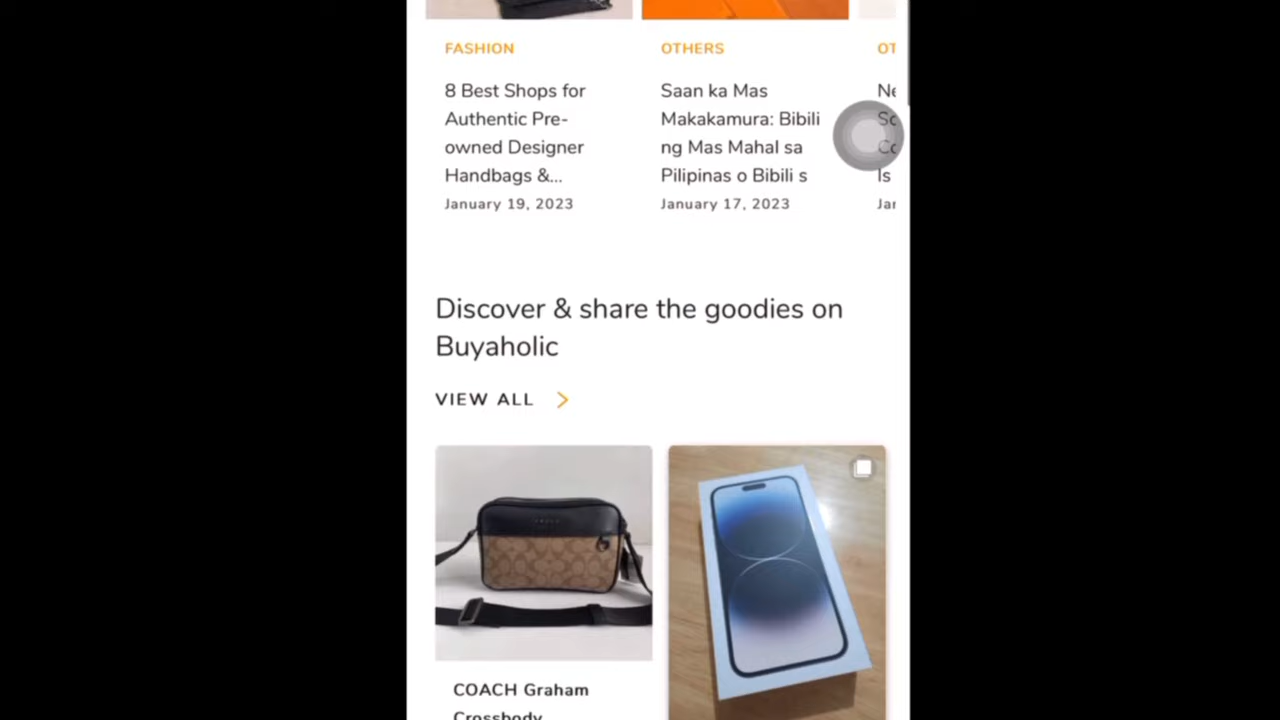 FASHION
8 Best Shops for
Authentic Pre-
owned Designer
Handbags &...
January 19, 2023
OTHERS
Saan ka Mas
Makakamura: Bibili
ng Mas Mahal sa
Pilipinas o Bibili s
January 17, 2023
Discover & share the goodies on
Buyaholic
VIEW ALL
COACH Graham
Crossbody